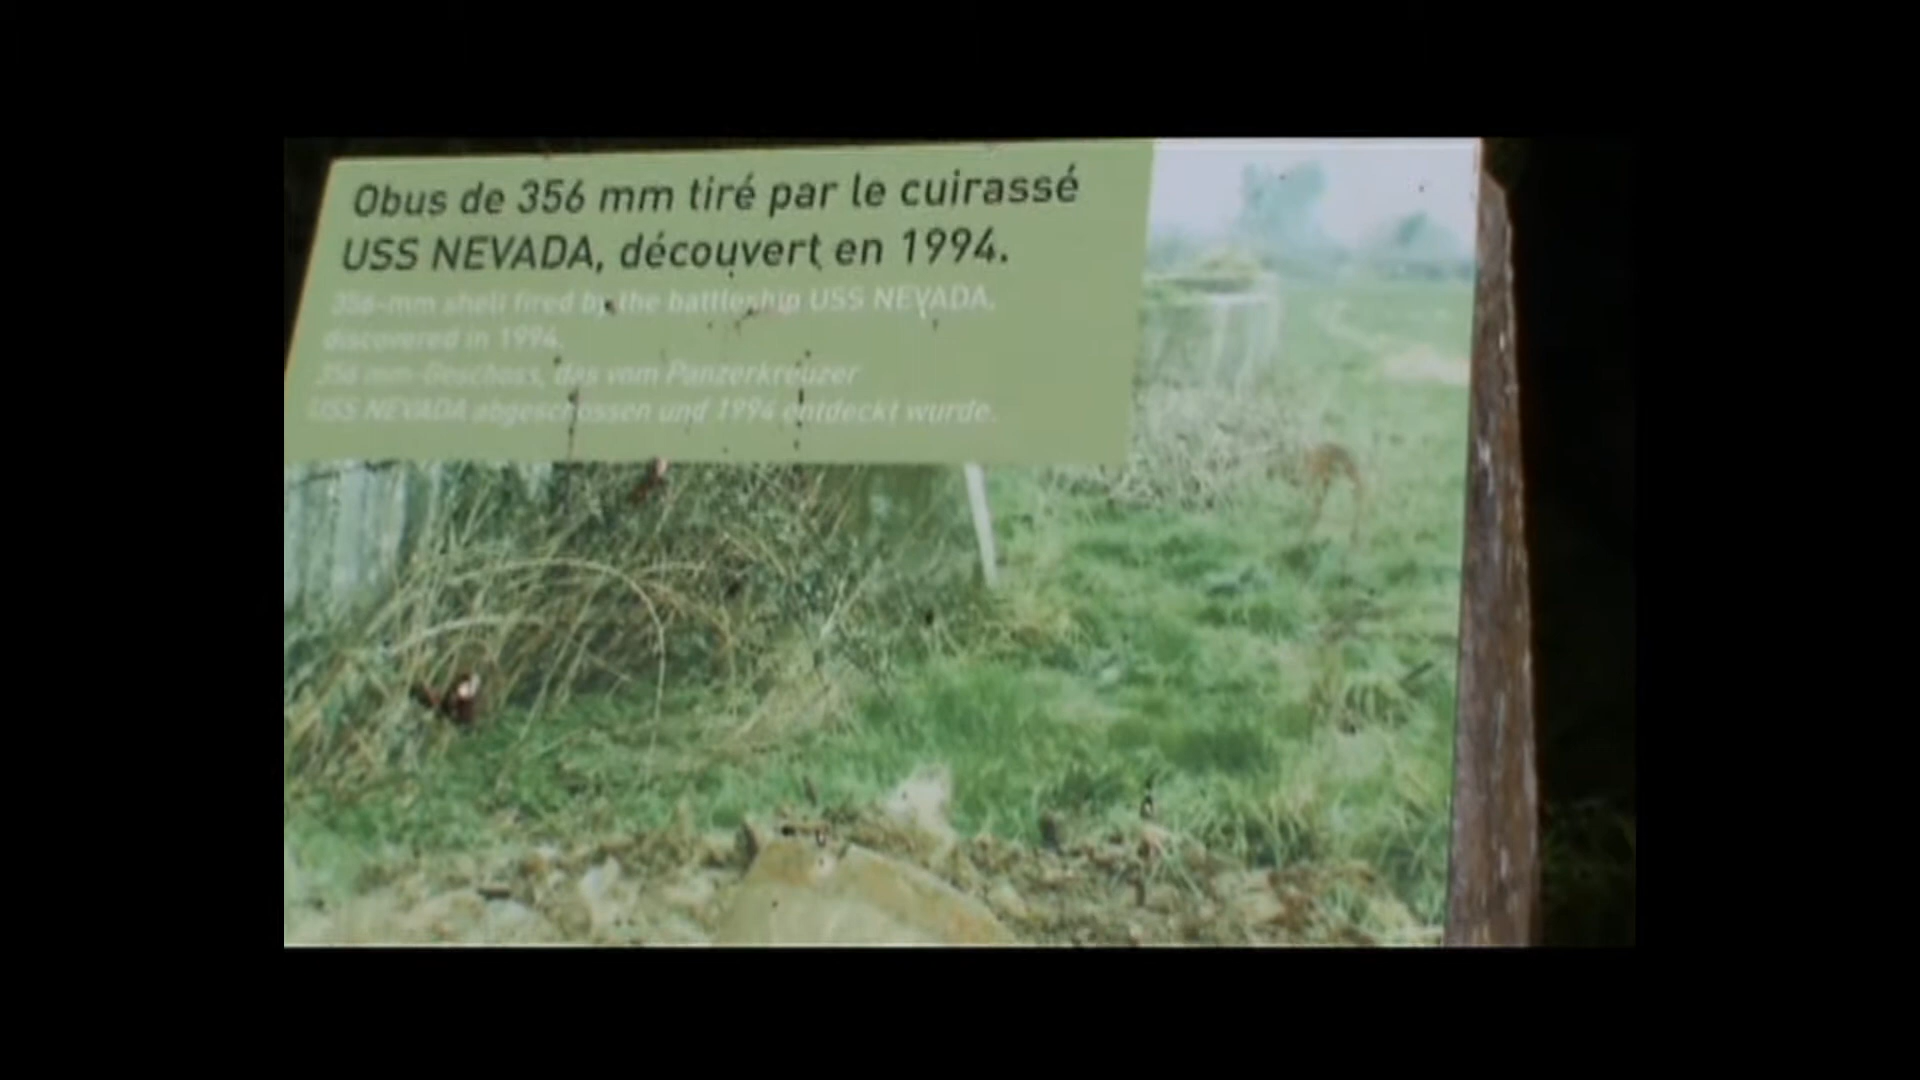 Obus de 356 mm tiré par le cuirassé
USS NEVADA, découvert en 1994.
356-mm shell fired by the battleship USS NEVADA,
discovered in 1994.
356 mm-Geschoss, das vom Panzerkreuzer
USS NEVADA abgeschossen und 1994 entdeckt wurde.